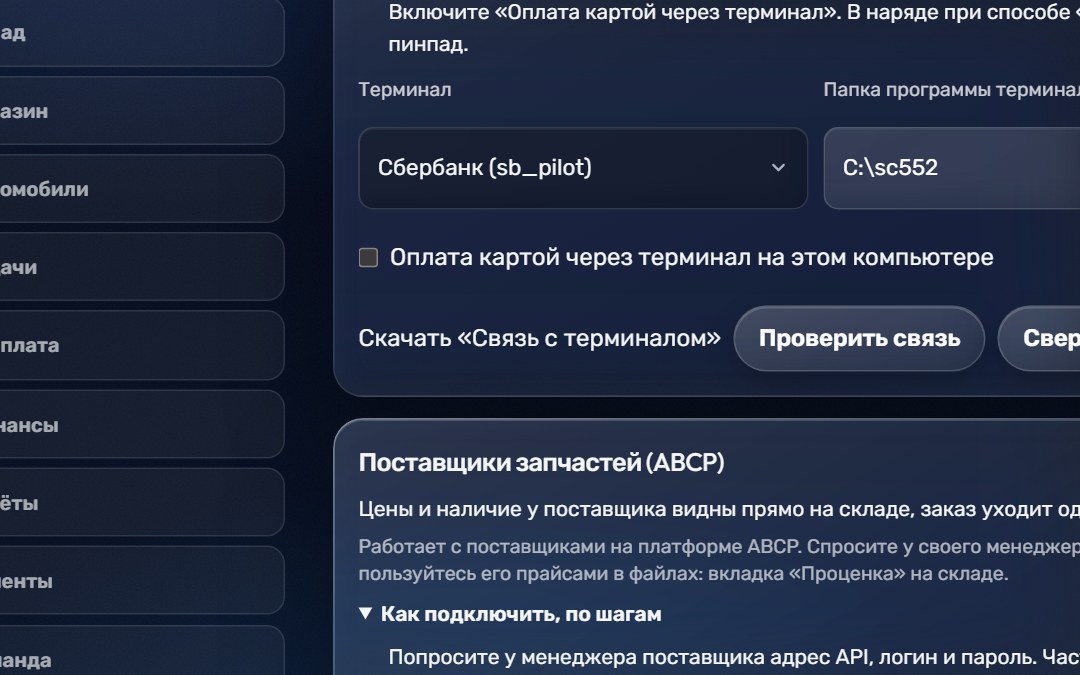 Включите «Оплата картой через терминал». В наряде при способе «
пинпад.
Терминал
Папка программы терминал
Сбербанк (sb_pilot)
C:\sc552
Оплата картой через терминал на этом компьютере
Скачать «Связь с терминалом»
Проверить связь
Свер
Поставщики запчастей (ABCP)
Цены и наличие у поставщика видны прямо на складе, заказ уходит од
Работает с поставщиками на платформе ABCP. Спросите у своего менеджер
пользуйтесь его прайсами в файлах: вкладка «Проценка» на складе.
▼ Как подключить, по шагам
Попросите у менеджера поставщика адрес API, логин и пароль. Час
ад
азин
омобили
ачи
плата
нансы
ёты
енты
анда